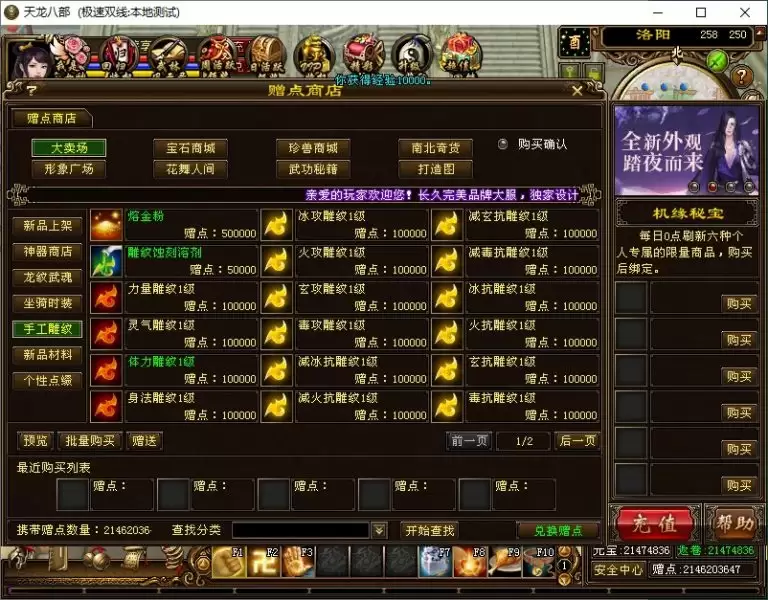 天龙八部 (极速双线:本地测试)
洛阳 258 250
酉
北
你获得经验10000。
赠点商店
赠点商店
大卖场 宝石商城 珍兽商城 南北奇货 购买确认
形象广场 花舞人间 武功秘籍 打造图
亲爱的玩家欢迎您!长久完美品牌大服,独家设计
新品上架
神器商店
龙纹武魂
坐骑时装
手工雕纹
新品材料
个性点缀
熔金粉 赠点:500000
冰攻雕纹1级 赠点:100000
减玄抗雕纹1级 赠点:100000
雕纹蚀刻溶剂 赠点:50000
火攻雕纹1级 赠点:100000
减毒抗雕纹1级 赠点:100000
力量雕纹1级 赠点:100000
玄攻雕纹1级 赠点:100000
冰抗雕纹1级 赠点:100000
灵气雕纹1级 赠点:100000
毒攻雕纹1级 赠点:100000
火抗雕纹1级 赠点:100000
体力雕纹1级 赠点:100000
减冰抗雕纹1级 赠点:100000
玄抗雕纹1级 赠点:100000
身法雕纹1级 赠点:100000
减火抗雕纹1级 赠点:100000
毒抗雕纹1级 赠点:100000
预览 批量购买 赠送 前一页 1/2 后一页
最近购买列表
赠点: 赠点: 赠点: 赠点: 赠点:
携带赠点数量:21462036 查找分类 开始查找 兑换赠点
全新外观
踏夜而来
机缘秘宝
每日0点刷新六种个
人专属的限量商品,购买
后绑定。
购买
购买
购买
购买
购买
购买
充值 帮助
F1 F2 F3 F7 F8 F9 F10
1
元宝:21474836 返卷:21474836
安全中心 赠点:2146203647